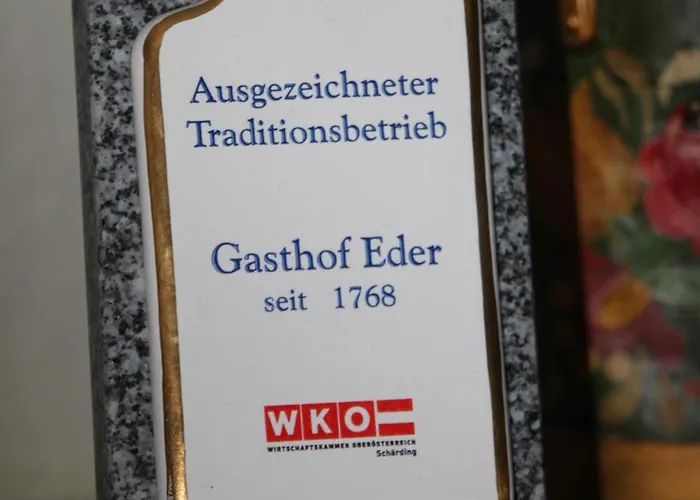 Ausgezeichneter
Traditionsbetrieb
Gasthof Eder
seit 1768
WKO
WIRTSCHAFTSKAMMER OBERÖSTERREICH
Schärding